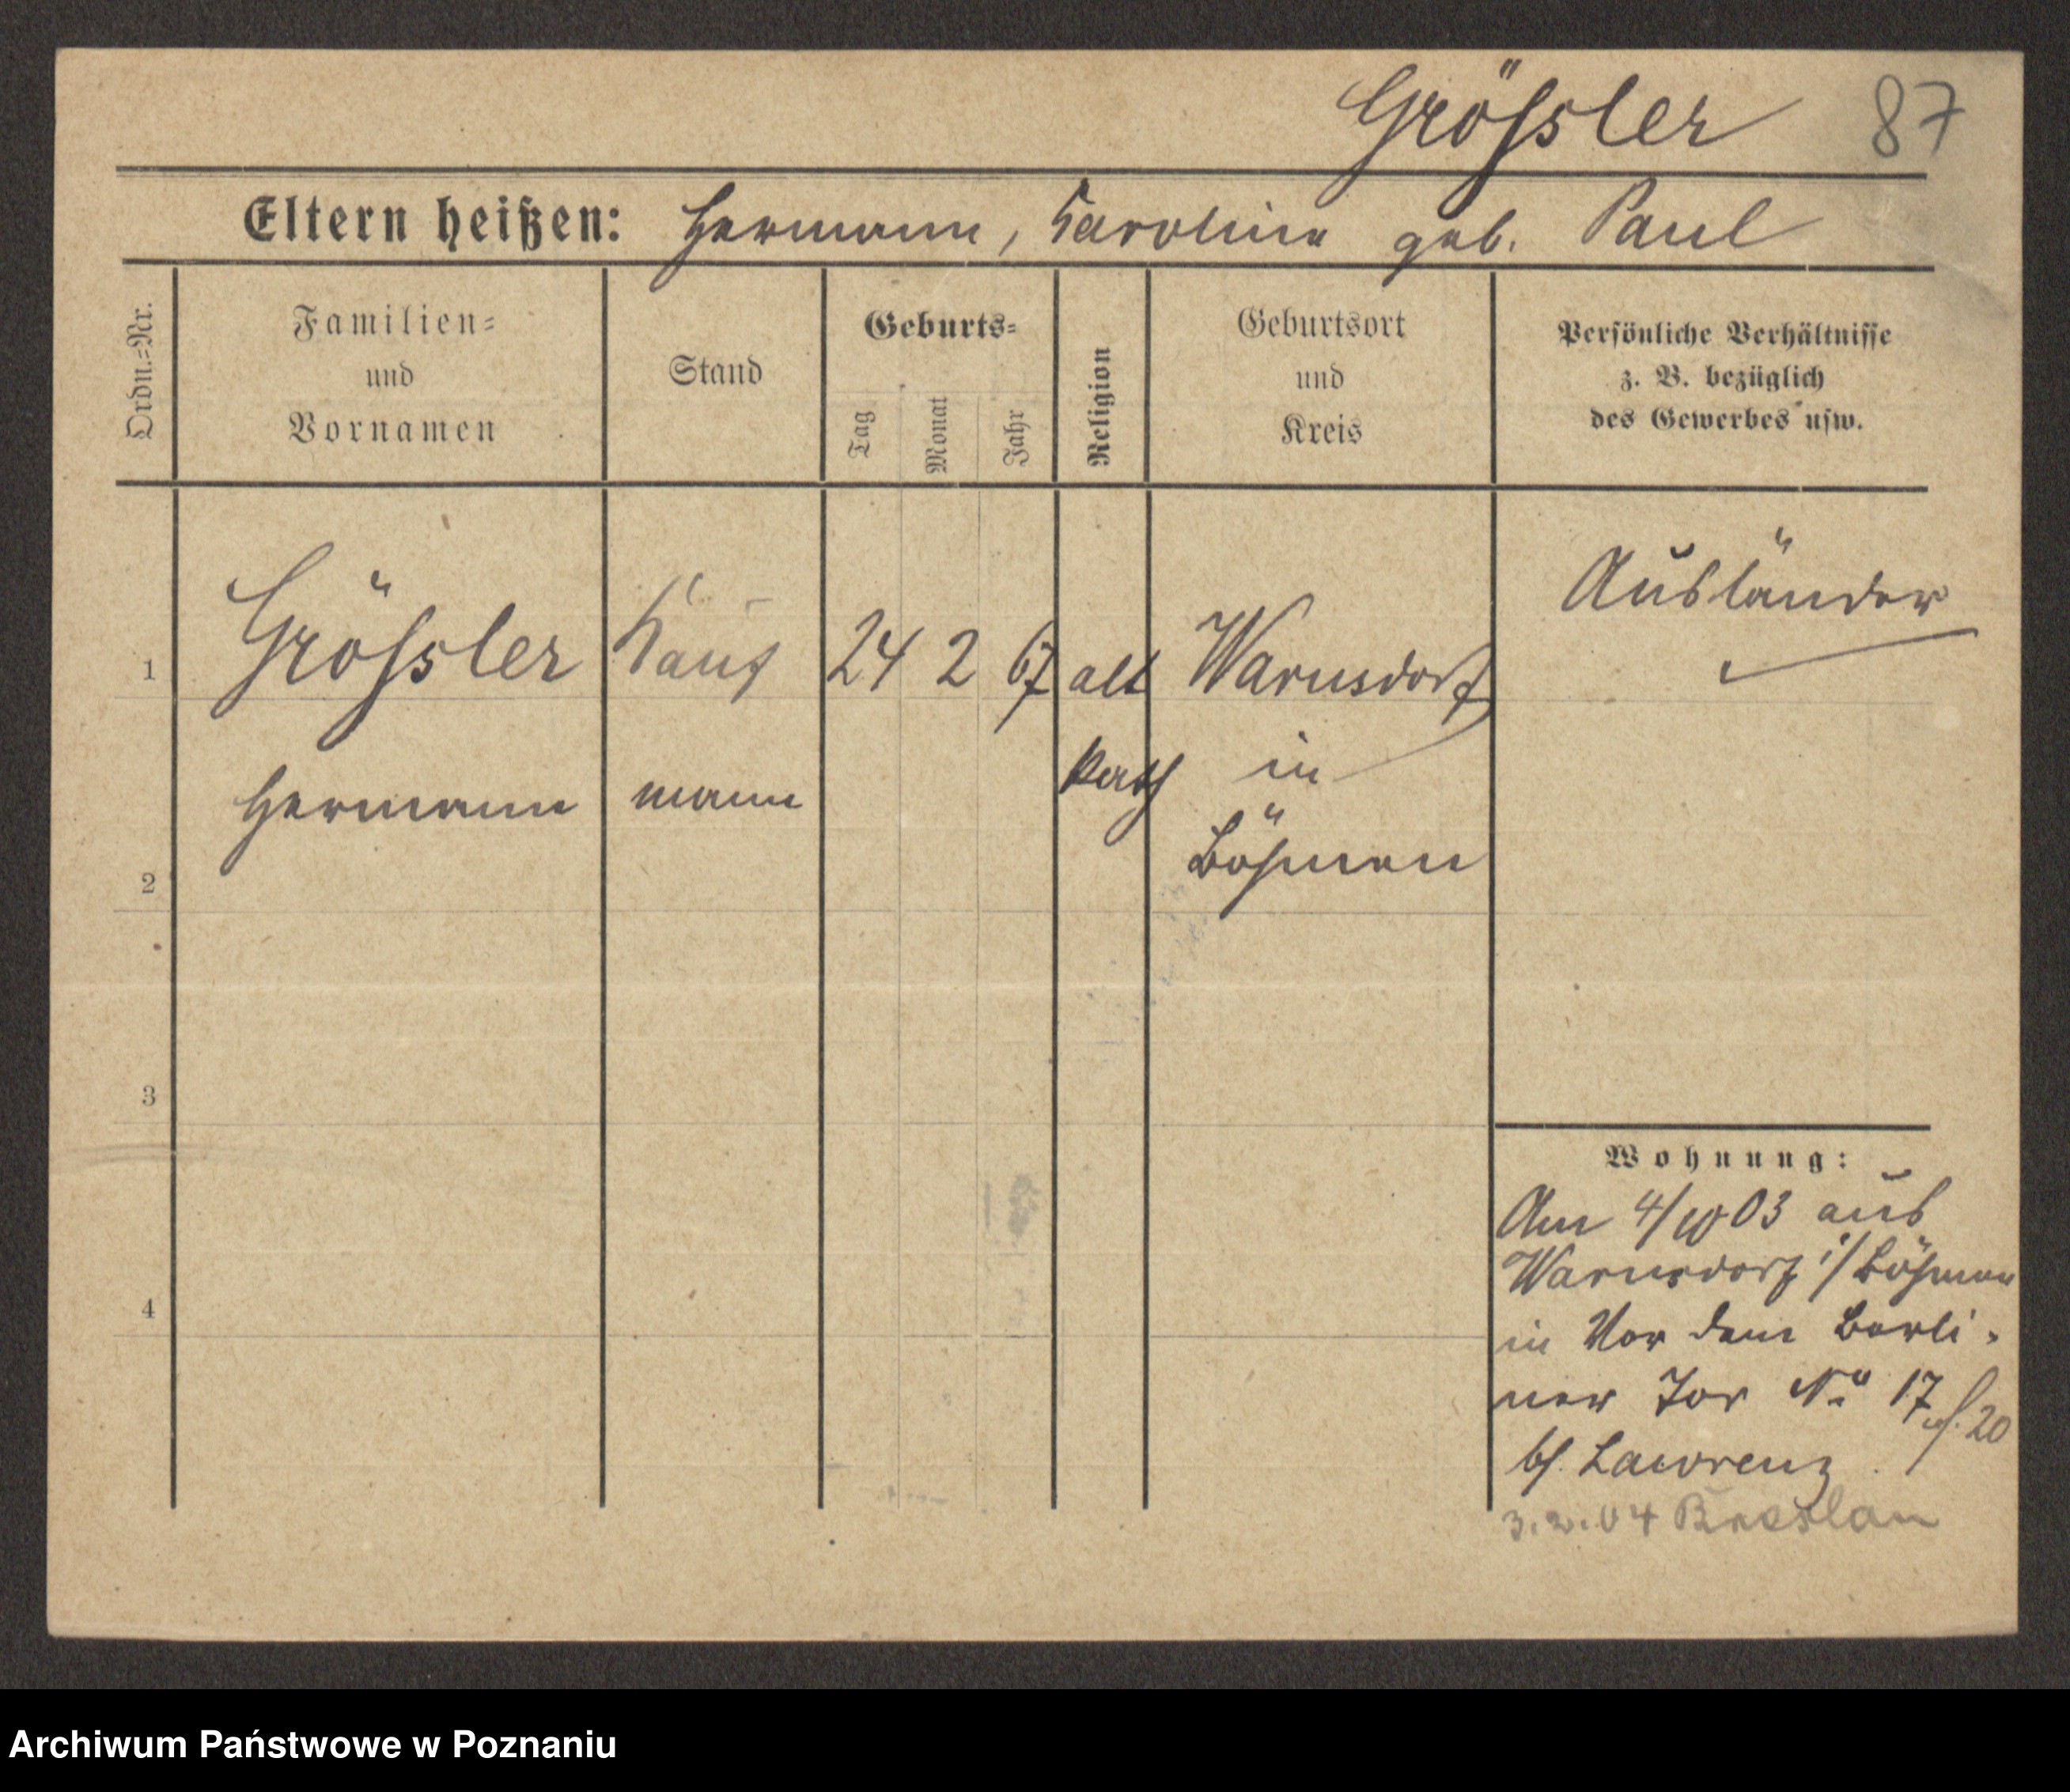 Grössler 87
Eltern heißen: Hermann, Karoline geb. Paul
Ordn.=Nr.
Familien=
und
Vornamen
Stand
Geburts=
Tag
Monat
Jahr
Religion
Geburtsort
und
Kreis
Persönliche Verhältnisse
z. B. bezüglich
des Gewerbes usw.
Ausländer
1 Grössler Kauf 24 2 67 alt Warnsdorf
Hermann mann kath in
Böhmen
2
3
4
Wohnung:
Am 4/10 03 aus
Warnsdorf i/Böhmen
in Vor dem Berli-
ner Tor No 17
20
bf. Lawrenz
3.2.04 Breslau
Archiwum Państwowe w Poznaniu